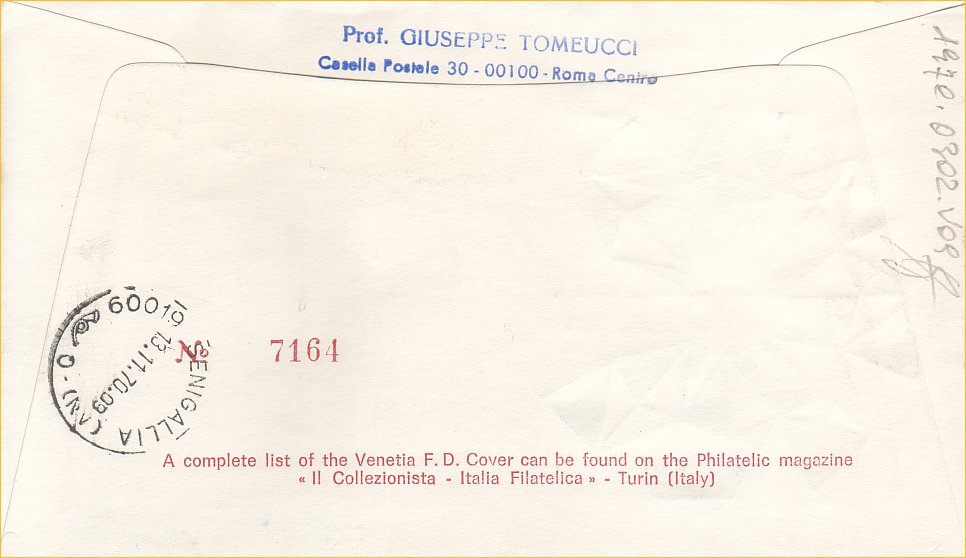 Prof. GIUSEPPE TOMEUCCI
Casella Postale 30 - 00100 - Roma Centro
1970.0302.V09
60019 SENIGALLIA (AN) - O
13.11.70.09
No 7164
A complete list of the Venetia F. D. Cover can be found on the Philatelic magazine
« Il Collezionista - Italia Filatelica » - Turin (Italy)